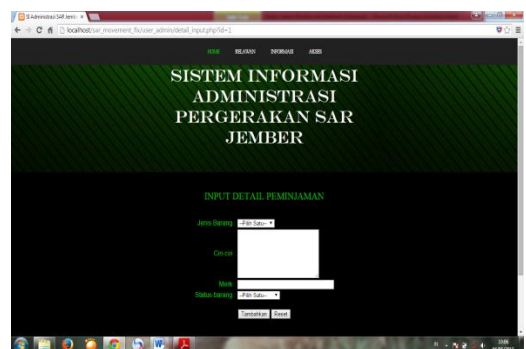 SI Administrasi SAR Jemb
localhost/sar_movement_fix/user_admin/detail_input.php?id=1
HOME RELAWAN INFORMASI AKSES
SISTEM INFORMASI
ADMINISTRASI
PERGERAKAN SAR
JEMBER
INPUT DETAIL PEMINJAMAN
Jenis Barang --Pilih Satu--
Ciri-ciri
Merk
Status barang --Pilih Satu--
Tambahkan Reset